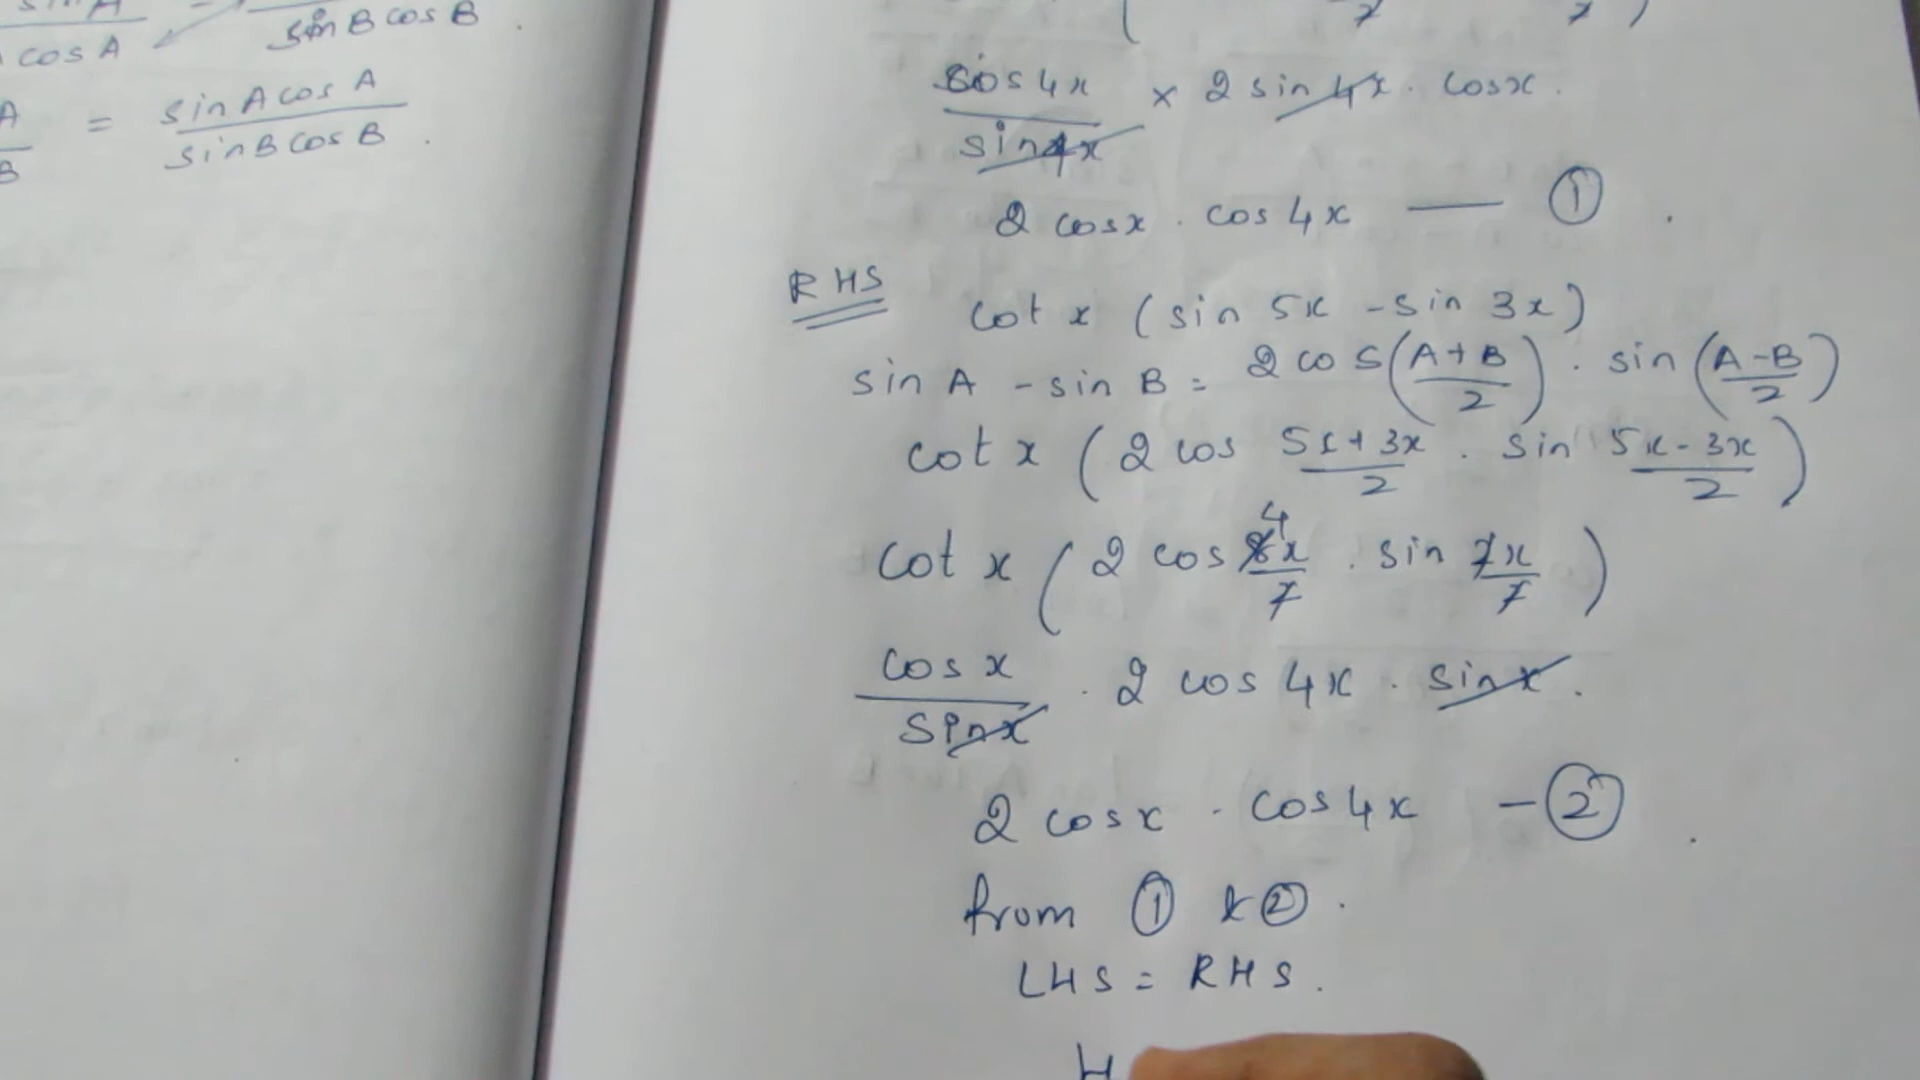 sin A
cos A
sin B cos B .
A = sin A cos A
B sin B cos B .
cos 4x × 2 sin 4x . cos x .
sin 4x
2 cos x . cos 4x — ① .
RHS cot x ( sin 5x - sin 3x )
sin A - sin B = 2 cos (A+B/2) . sin (A-B/2)
cot x ( 2 cos 5x+3x/2 . sin 5x-3x/2 )
4
cot x ( 2 cos 8x/2 . sin 2x/2 )
cos x/sin x . 2 cos 4x . sin x .
2 cos x . cos 4x - ②
from ① & ② .
LHS = RHS .
H